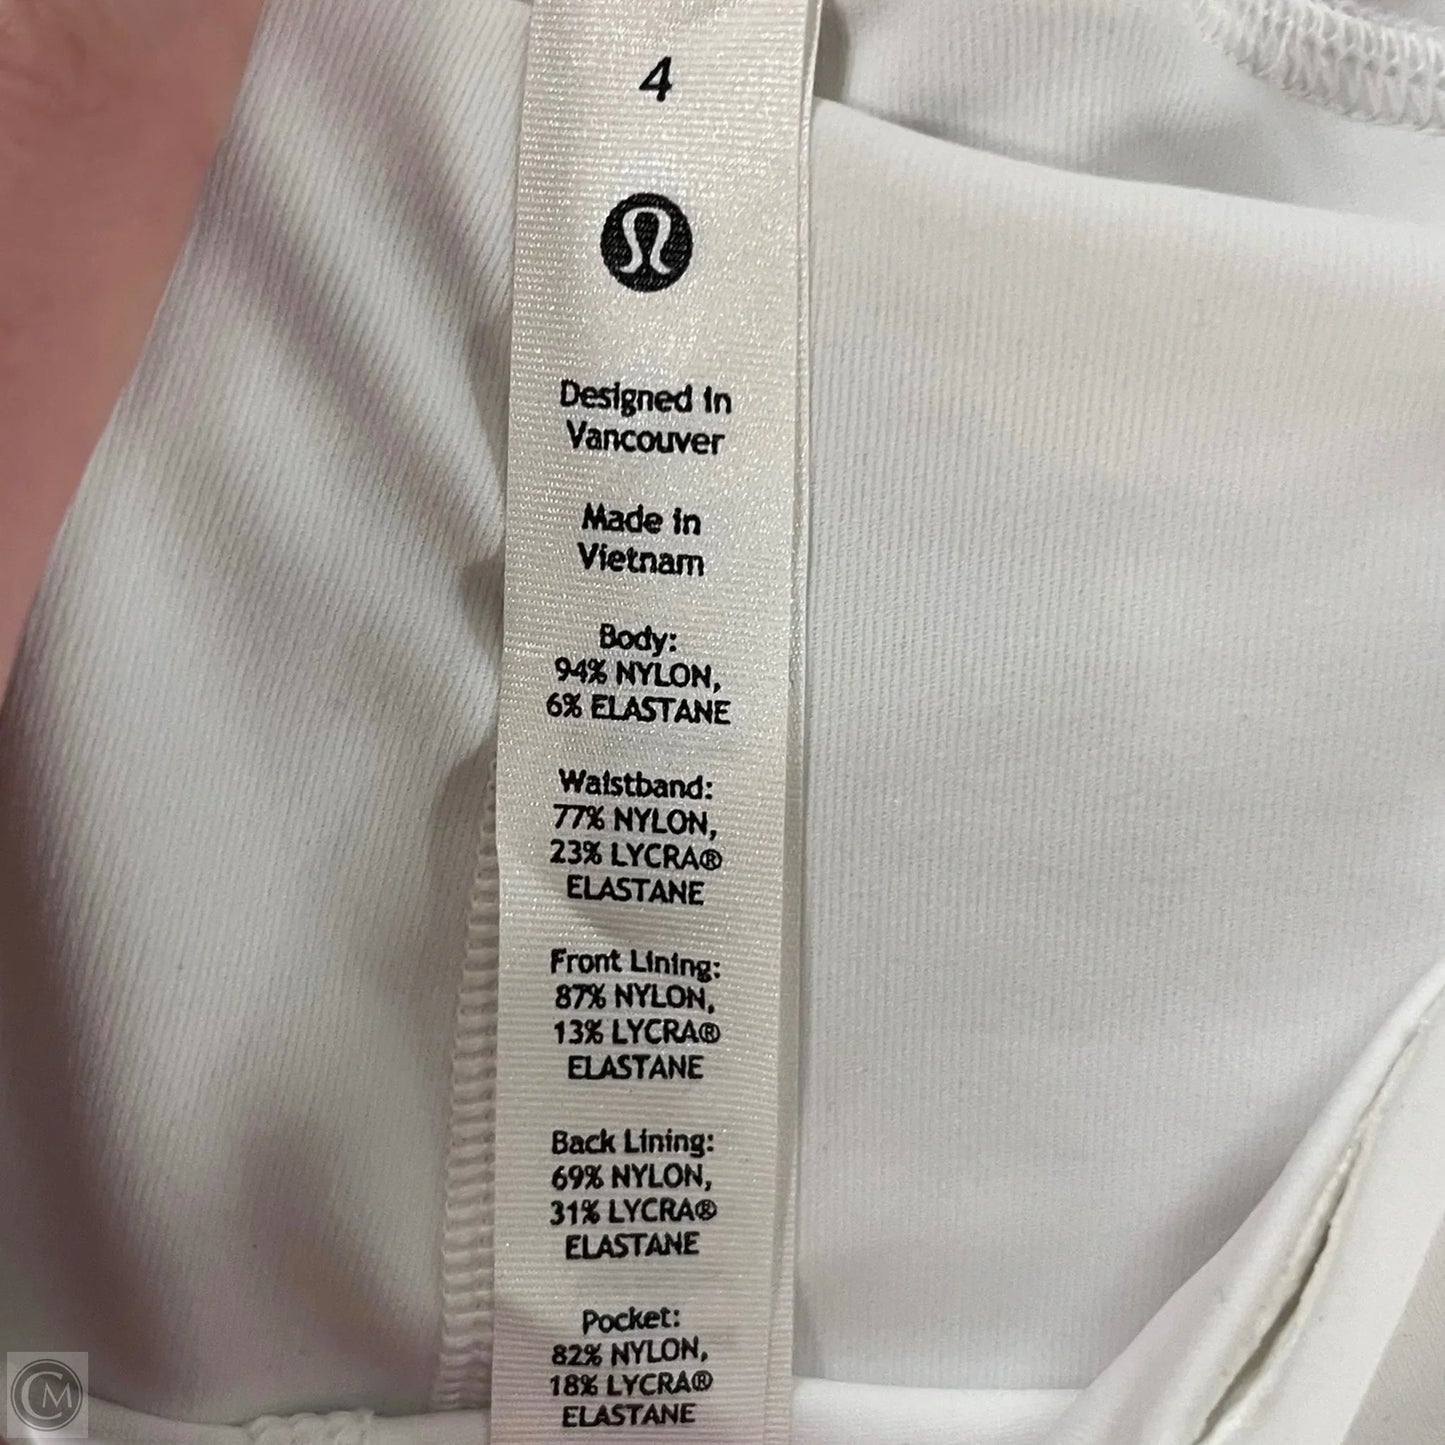 4
Designed in
Vancouver
Made in
Vietnam
Body:
94% NYLON,
6% ELASTANE
Waistband:
77% NYLON,
23% LYCRA®
ELASTANE
Front Lining:
87% NYLON,
13% LYCRA®
ELASTANE
Back Lining:
69% NYLON,
31% LYCRA®
ELASTANE
Pocket:
82% NYLON,
18% LYCRA®
ELASTANE
CM